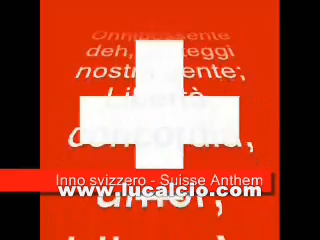 Onnipossente
deh, proteggi
nostra gente;
Libertà,
concordia,
Inno svizzero - Suisse Anthem
www.lucalcio.com
amor,